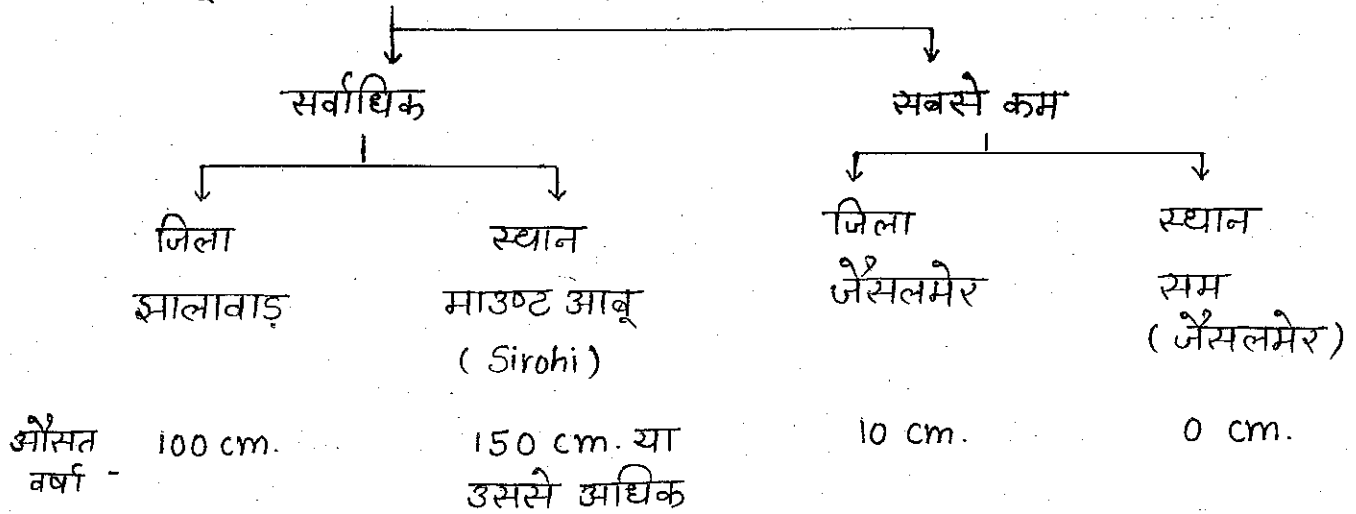 सर्वाधिक सबसे कम
जिला स्थान जिला स्थान
झालावाड़ माउण्ट आबू जैसलमेर सम
(Sirohi) (जैसलमेर)
औसत वर्षा - 100 cm. 150 cm. या उससे अधिक 10 cm. 0 cm.